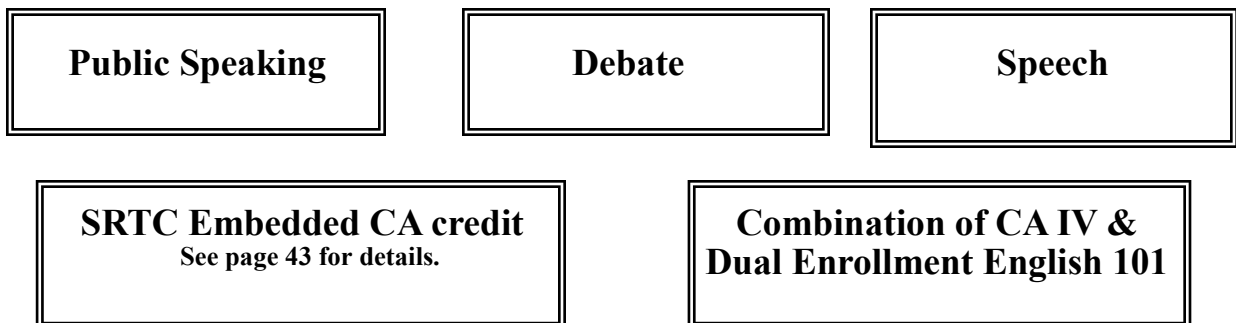 Public Speaking
Debate
Speech
SRTC Embedded CA credit
See page 43 for details.
Combination of CA IV &
Dual Enrollment English 101